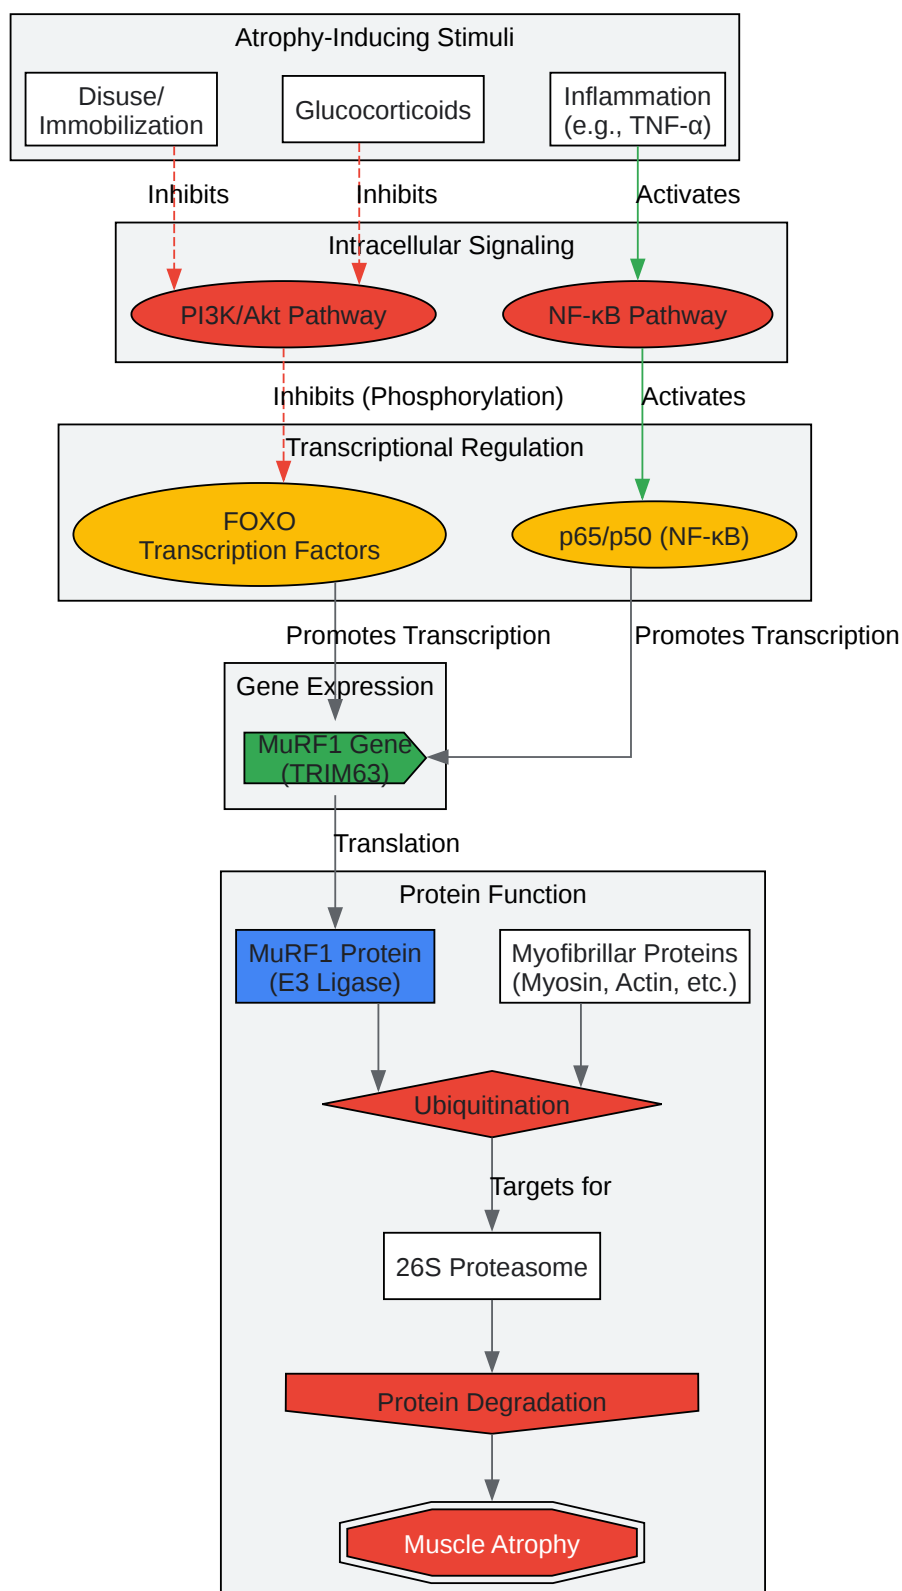 Atrophy-Inducing Stimuli
Disuse/
Immobilization
Glucocorticoids
Inflammation
(e.g., TNF-α)
Inhibits
Inhibits
Activates
Intracellular Signaling
PI3K/Akt Pathway
NF-κB Pathway
Inhibits (Phosphorylation)
Activates
Transcriptional Regulation
FOXO
Transcription Factors
p65/p50 (NF-κB)
Promotes Transcription
Promotes Transcription
Gene Expression
MuRF1 Gene
(TRIM63)
Translation
Protein Function
MuRF1 Protein
(E3 Ligase)
Myofibrillar Proteins
(Myosin, Actin, etc.)
Ubiquitination
Targets for
26S Proteasome
Protein Degradation
Muscle Atrophy